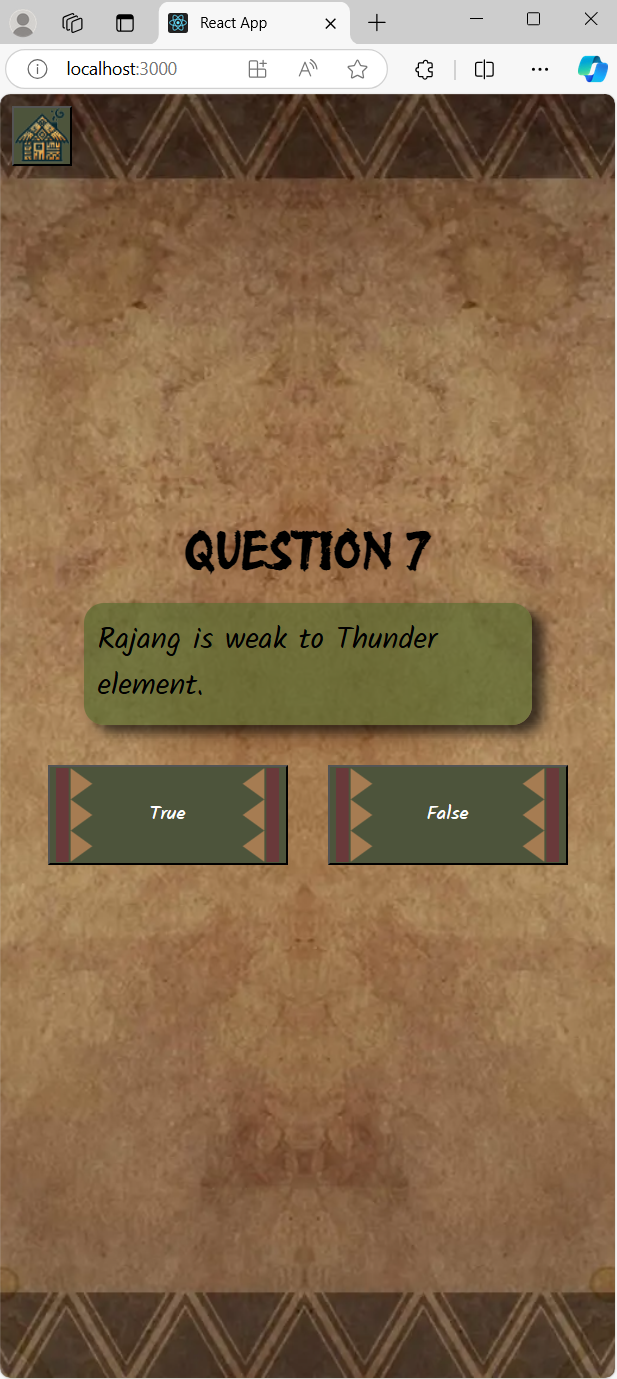 React App
localhost:3000
QUESTION 7
Rajang is weak to Thunder
element.
True
False